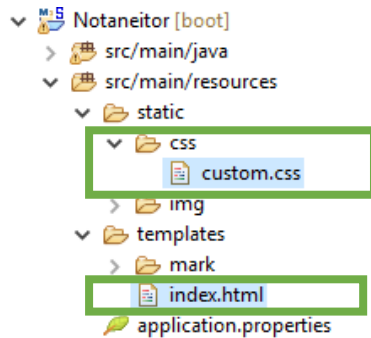 Notaneitor [boot]
src/main/java
src/main/resources
static
css
custom.css
img
templates
mark
index.html
application.properties